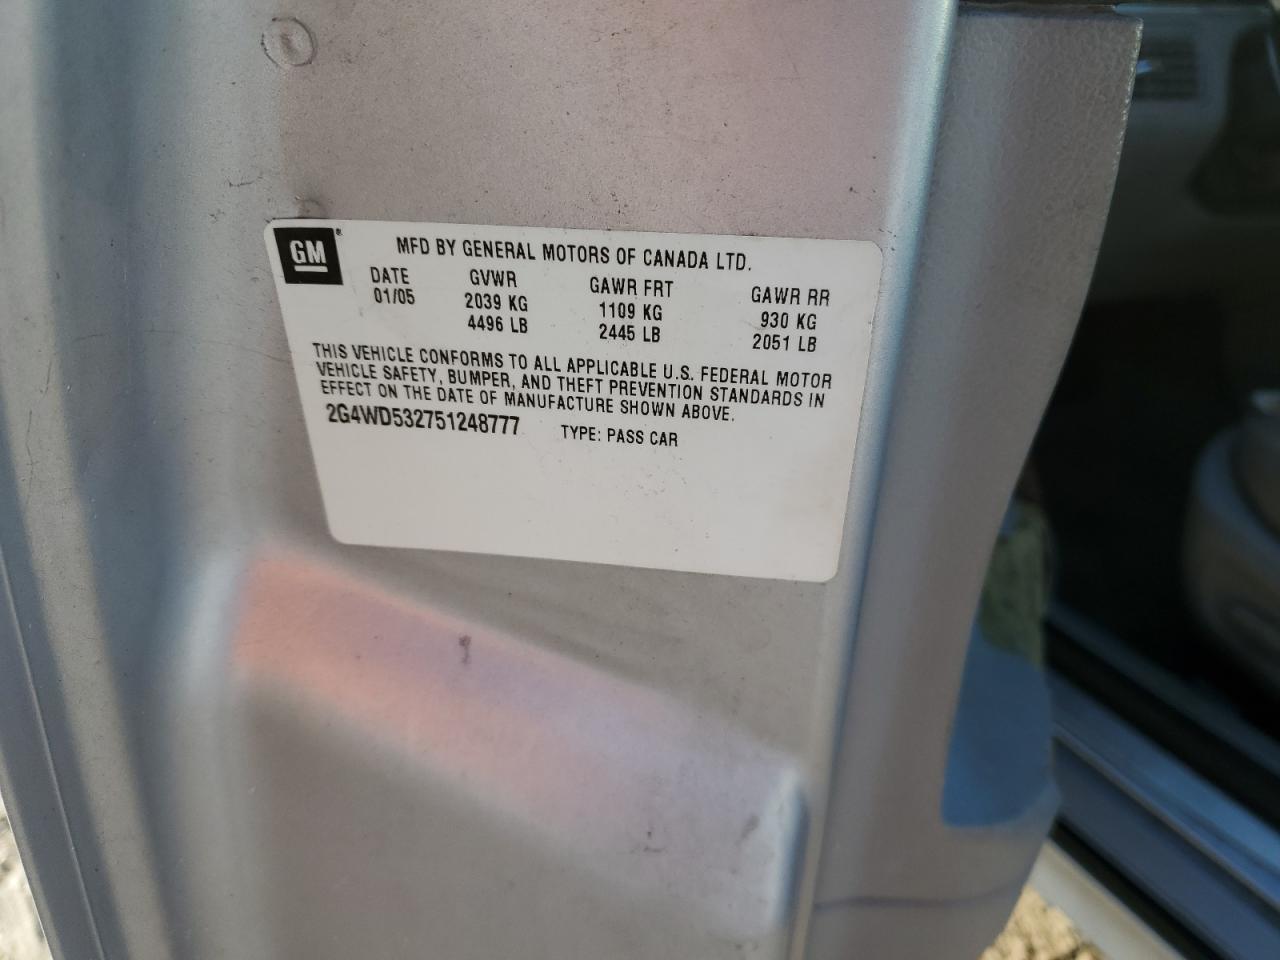 GM
MFD BY GENERAL MOTORS OF CANADA LTD.
DATE GVWR GAWR FRT GAWR RR
01/05 2039 KG 1109 KG 930 KG
4496 LB 2445 LB 2051 LB
THIS VEHICLE CONFORMS TO ALL APPLICABLE U.S. FEDERAL MOTOR
VEHICLE SAFETY, BUMPER, AND THEFT PREVENTION STANDARDS IN
EFFECT ON THE DATE OF MANUFACTURE SHOWN ABOVE.
2G4WD532751248777 TYPE: PASS CAR